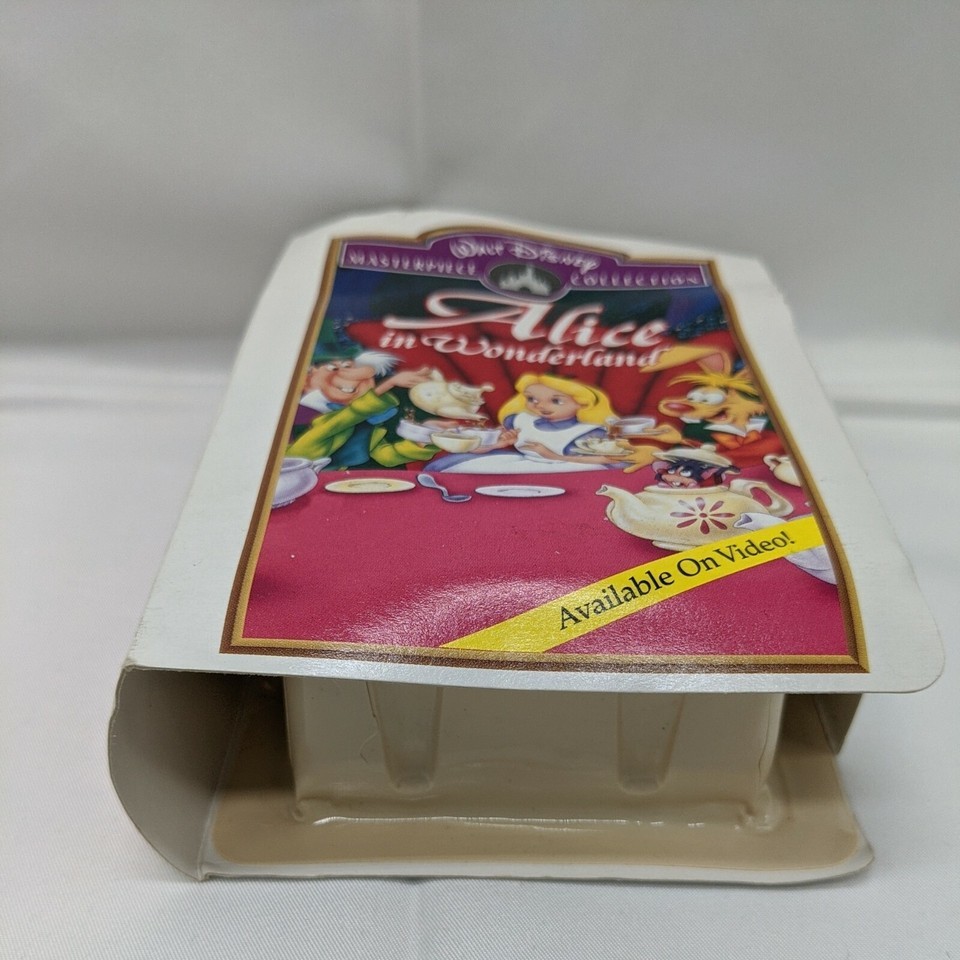 Walt Disney
MASTERPIECE COLLECTION
Alice
in Wonderland
Available On Video!